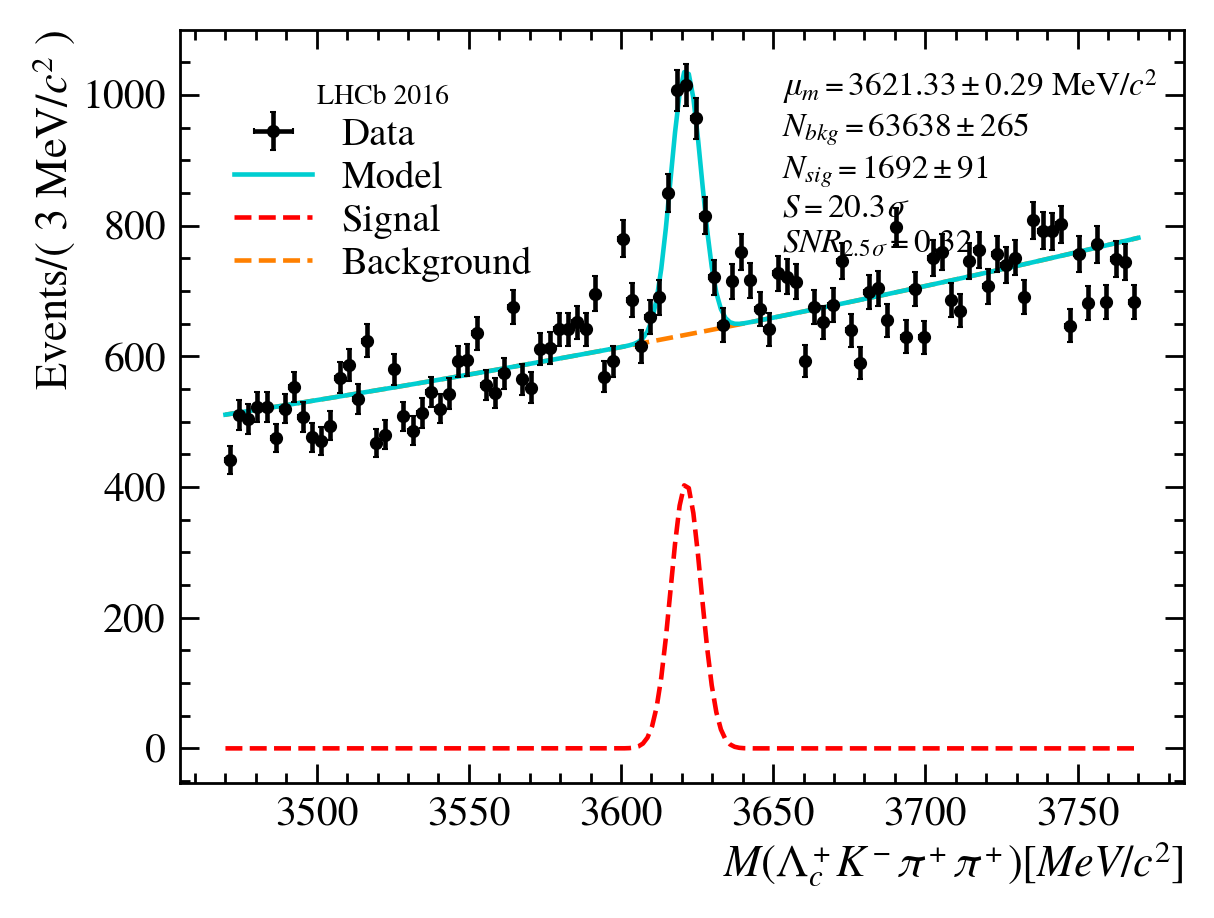 Events/( 3 MeV/c² )
1000
800
600
400
200
0
LHCb 2016
Data
Model
Signal
Background
μₘ = 3621.33 ± 0.29 MeV/c²
N_bkg = 63638 ± 265
N_sig = 1692 ± 91
S = 20.3σ
SNR_2.5σ = 0.32
3500 3550 3600 3650 3700 3750
M(Λ_c^+ K^- π^+ π^+)[MeV/c²]